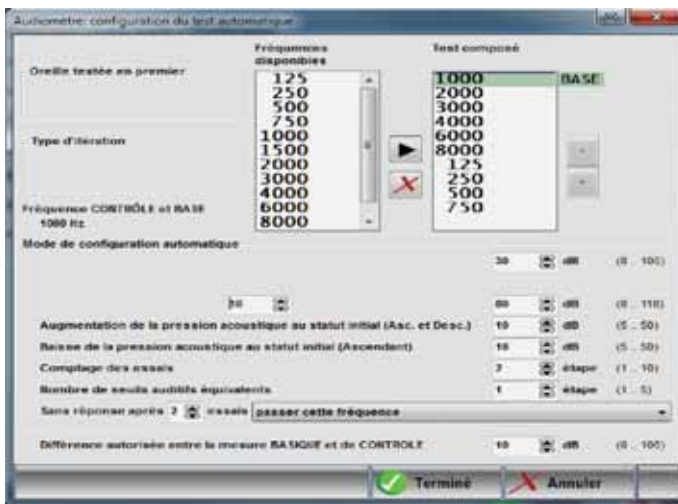 Audiomètre: configuration du test automatique
Fréquences disponibles
Test composé
Oreille testée en premier
125
250
500
750
1000
1500
2000
3000
4000
6000
8000
1000 BASE
2000
3000
4000
6000
8000
125
250
500
750
Type d'itération
Fréquence CONTRÔLE et BASE
1000 Hz
Mode de configuration automatique
30 dB (0 .. 100)
10
80 dB (0 .. 110)
Augmentation de la pression acoustique au statut initial (Asc. et Desc.) 10 dB (5 .. 50)
Baisse de la pression acoustique au statut initial (Ascendant) 10 dB (5 .. 50)
Comptage des essais 2 étape (1 .. 10)
Nombre de seuils auditifs équivalents 1 étape (1 .. 5)
Sans réponse après 2 essais passer cette fréquence
Différence autorisée entre la mesure BASIQUE et de CONTROLE 10 dB (0 .. 100)
Terminé
Annuler